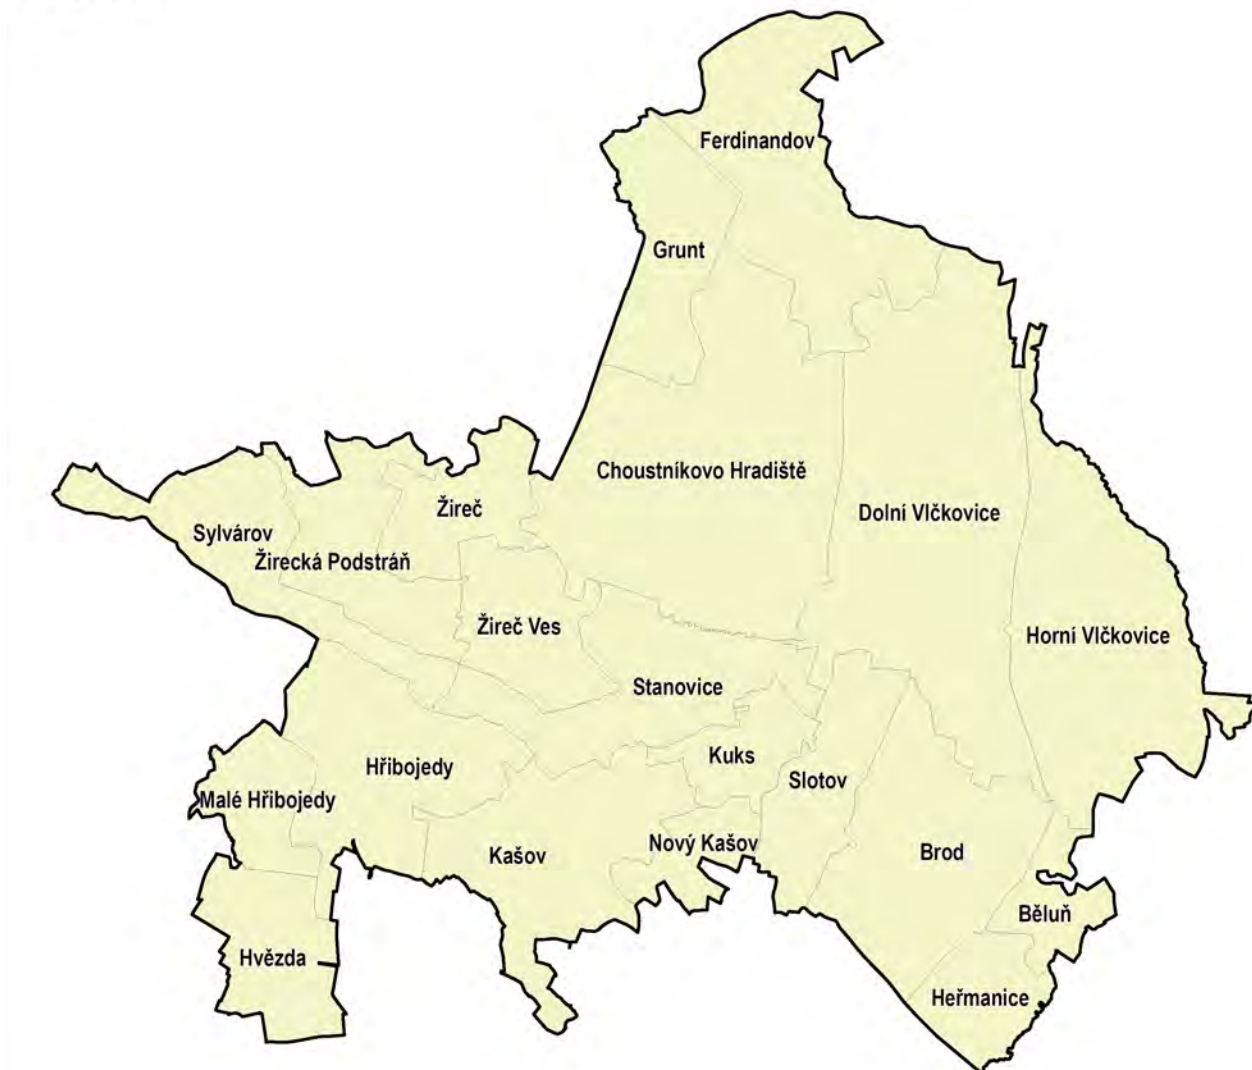 Ferdinandov
Grunt
Choustníkovo Hradiště
Žireč
Dolní Vlčkovice
Sylvárov
Žirecká Podstráň
Žireč Ves
Horní Vlčkovice
Stanovice
Kuks
Hřibojedy
Slotov
Malé Hřibojedy
Nový Kašov
Brod
Kašov
Běluň
Hvězda
Heřmanice